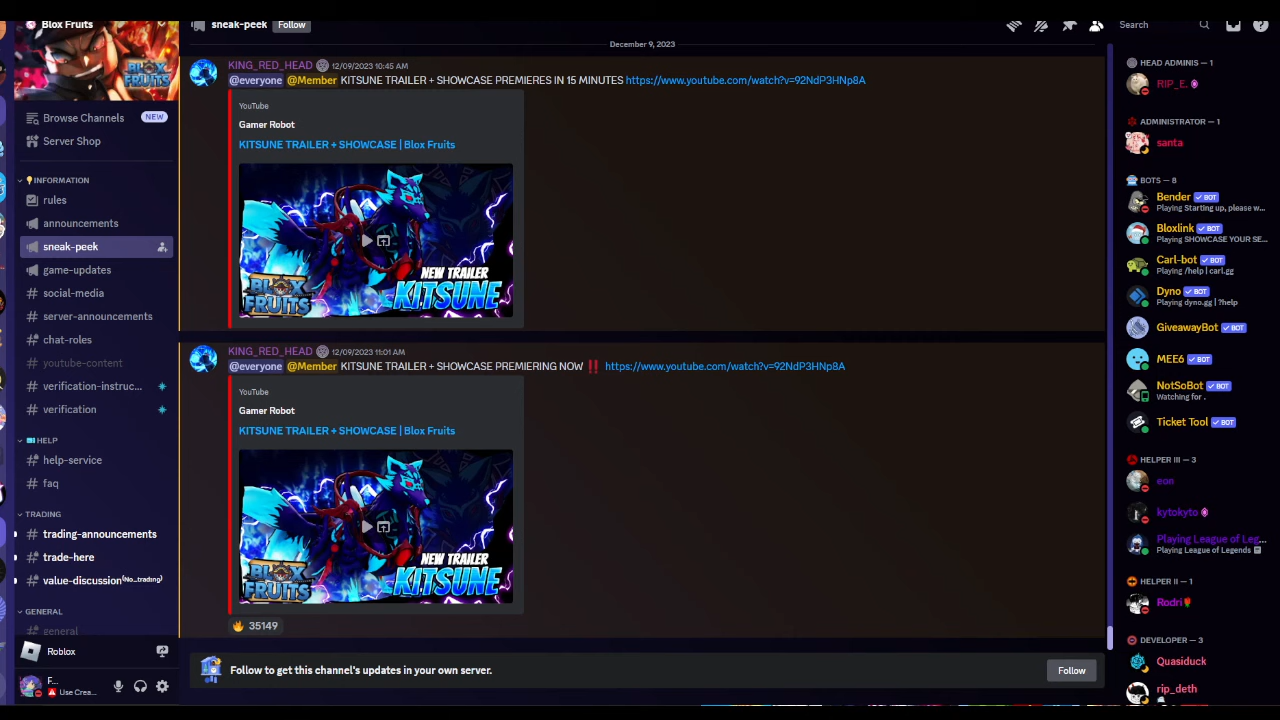 Blox Fruits
BLOX
FRUITS
Browse Channels
NEW
Server Shop
INFORMATION
rules
announcements
sneak-peek
game-updates
social-media
server-announcements
chat-roles
youtube-content
verification-instruc...
verification
HELP
help-service
faq
TRADING
trading-announcements
trade-here
value-discussion(No_trading)
GENERAL
general
Roblox
F...
Use Crea...
sneak-peek
Follow
Search
December 9, 2023
KING_RED_HEAD 12/09/2023 10:45 AM
@everyone @Member KITSUNE TRAILER + SHOWCASE PREMIERES IN 15 MINUTES https://www.youtube.com/watch?v=92NdP3HNp8A
YouTube
Gamer Robot
KITSUNE TRAILER + SHOWCASE | Blox Fruits
BLOX
FRUITS
NEW TRAILER
KITSUNE
KING_RED_HEAD 12/09/2023 11:01 AM
@everyone @Member KITSUNE TRAILER + SHOWCASE PREMIERING NOW ‼️ https://www.youtube.com/watch?v=92NdP3HNp8A
YouTube
Gamer Robot
KITSUNE TRAILER + SHOWCASE | Blox Fruits
BLOX
FRUITS
NEW TRAILER
KITSUNE
35149
Follow to get this channel's updates in your own server.
Follow
HEAD ADMINIS — 1
RIP_E.
ADMINISTRATOR — 1
santa
BOTS — 8
Bender BOT
Playing Starting up, please w...
Bloxlink BOT
Playing SHOWCASE YOUR SE...
Carl-bot BOT
Playing /help | carl.gg
Dyno BOT
Playing dyno.gg | ?help
GiveawayBot BOT
MEE6 BOT
NotSoBot BOT
Watching for .
Ticket Tool BOT
HELPER III — 3
eon
kytokyto
Playing League of Leg...
Playing League of Legends
HELPER II — 1
Rodri
DEVELOPER — 3
Quasiduck
rip_deth